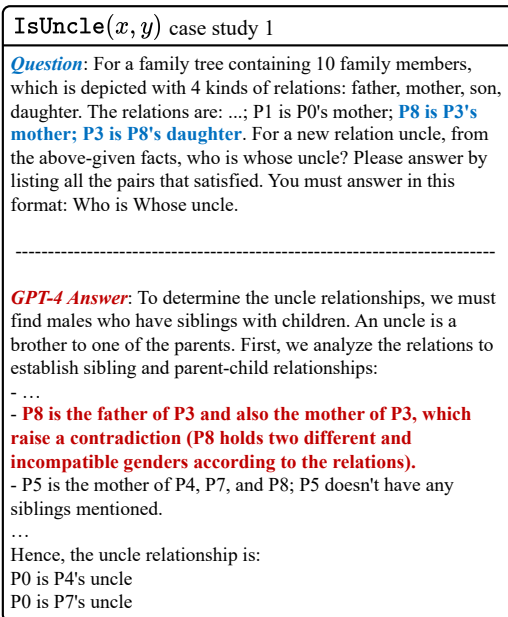 IsUncle(x, y) case study 1
Question: For a family tree containing 10 family members,
which is depicted with 4 kinds of relations: father, mother, son,
daughter. The relations are: ...; P1 is P0's mother; P8 is P3's
mother; P3 is P8's daughter. For a new relation uncle, from
the above-given facts, who is whose uncle? Please answer by
listing all the pairs that satisfied. You must answer in this
format: Who is Whose uncle.
--------------------------------------------------------------------------
GPT-4 Answer: To determine the uncle relationships, we must
find males who have siblings with children. An uncle is a
brother to one of the parents. First, we analyze the relations to
establish sibling and parent-child relationships:
- …
- P8 is the father of P3 and also the mother of P3, which
raise a contradiction (P8 holds two different and
incompatible genders according to the relations).
- P5 is the mother of P4, P7, and P8; P5 doesn't have any
siblings mentioned.
…
Hence, the uncle relationship is:
P0 is P4's uncle
P0 is P7's uncle